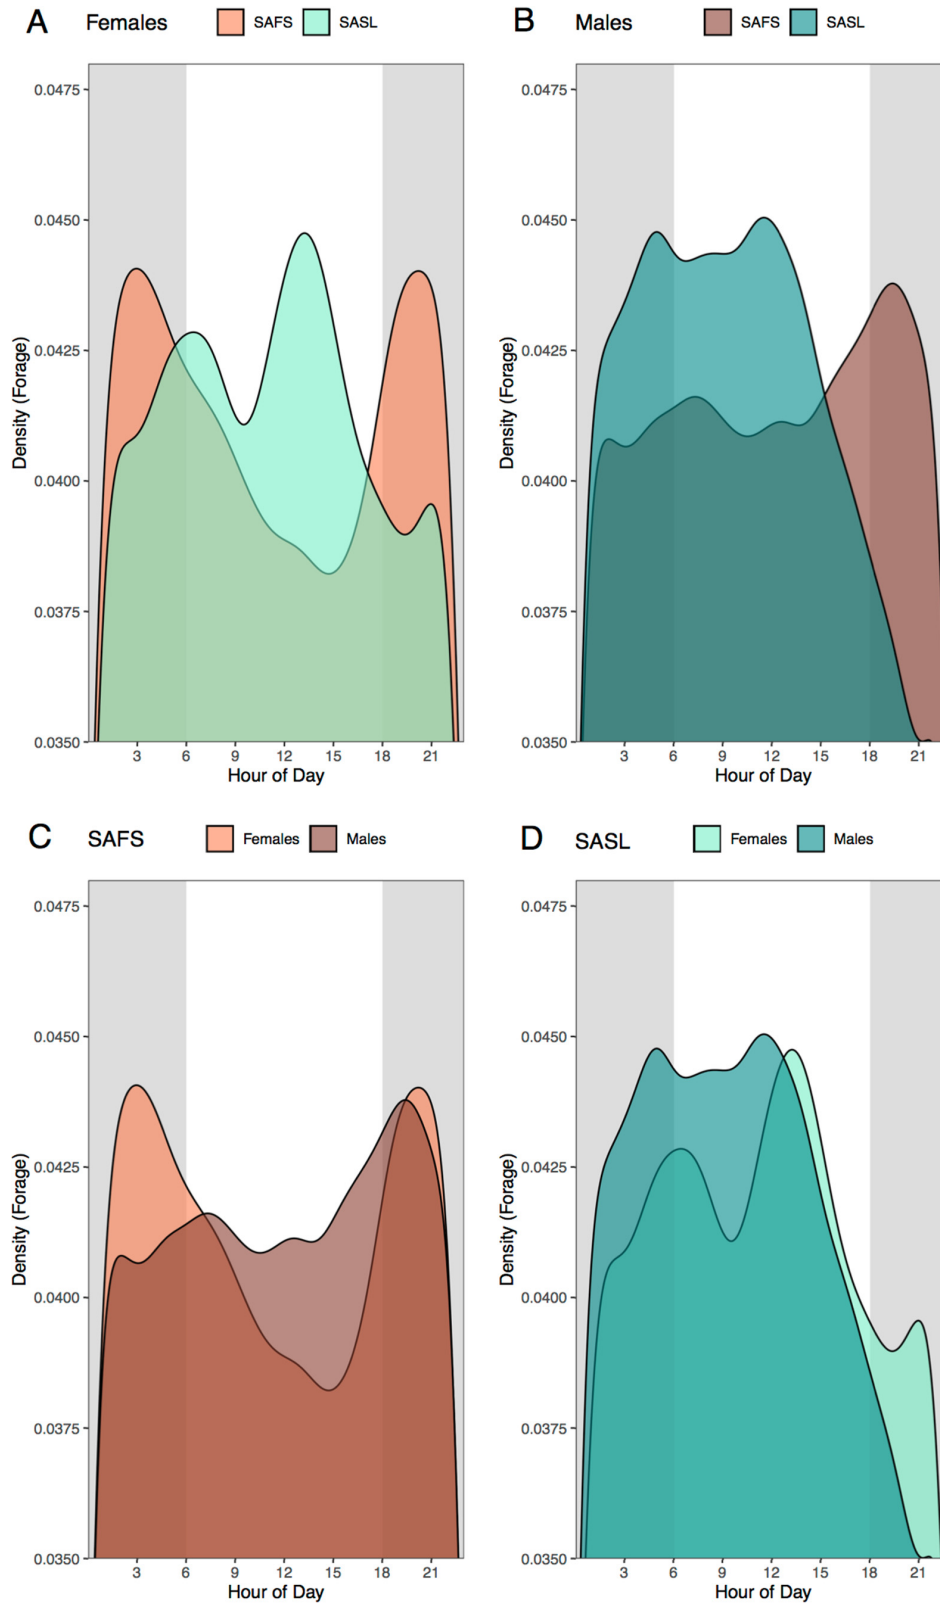 A Females SAFS SASL
0.0475
0.0450
0.0425
0.0400
0.0375
0.0350
Density (Forage)
3 6 9 12 15 18 21
Hour of Day
B Males SAFS SASL
0.0475
0.0450
0.0425
0.0400
0.0375
0.0350
Density (Forage)
3 6 9 12 15 18 21
Hour of Day
C SAFS Females Males
0.0475
0.0450
0.0425
0.0400
0.0375
0.0350
Density (Forage)
3 6 9 12 15 18 21
Hour of Day
D SASL Females Males
0.0475
0.0450
0.0425
0.0400
0.0375
0.0350
Density (Forage)
3 6 9 12 15 18 21
Hour of Day